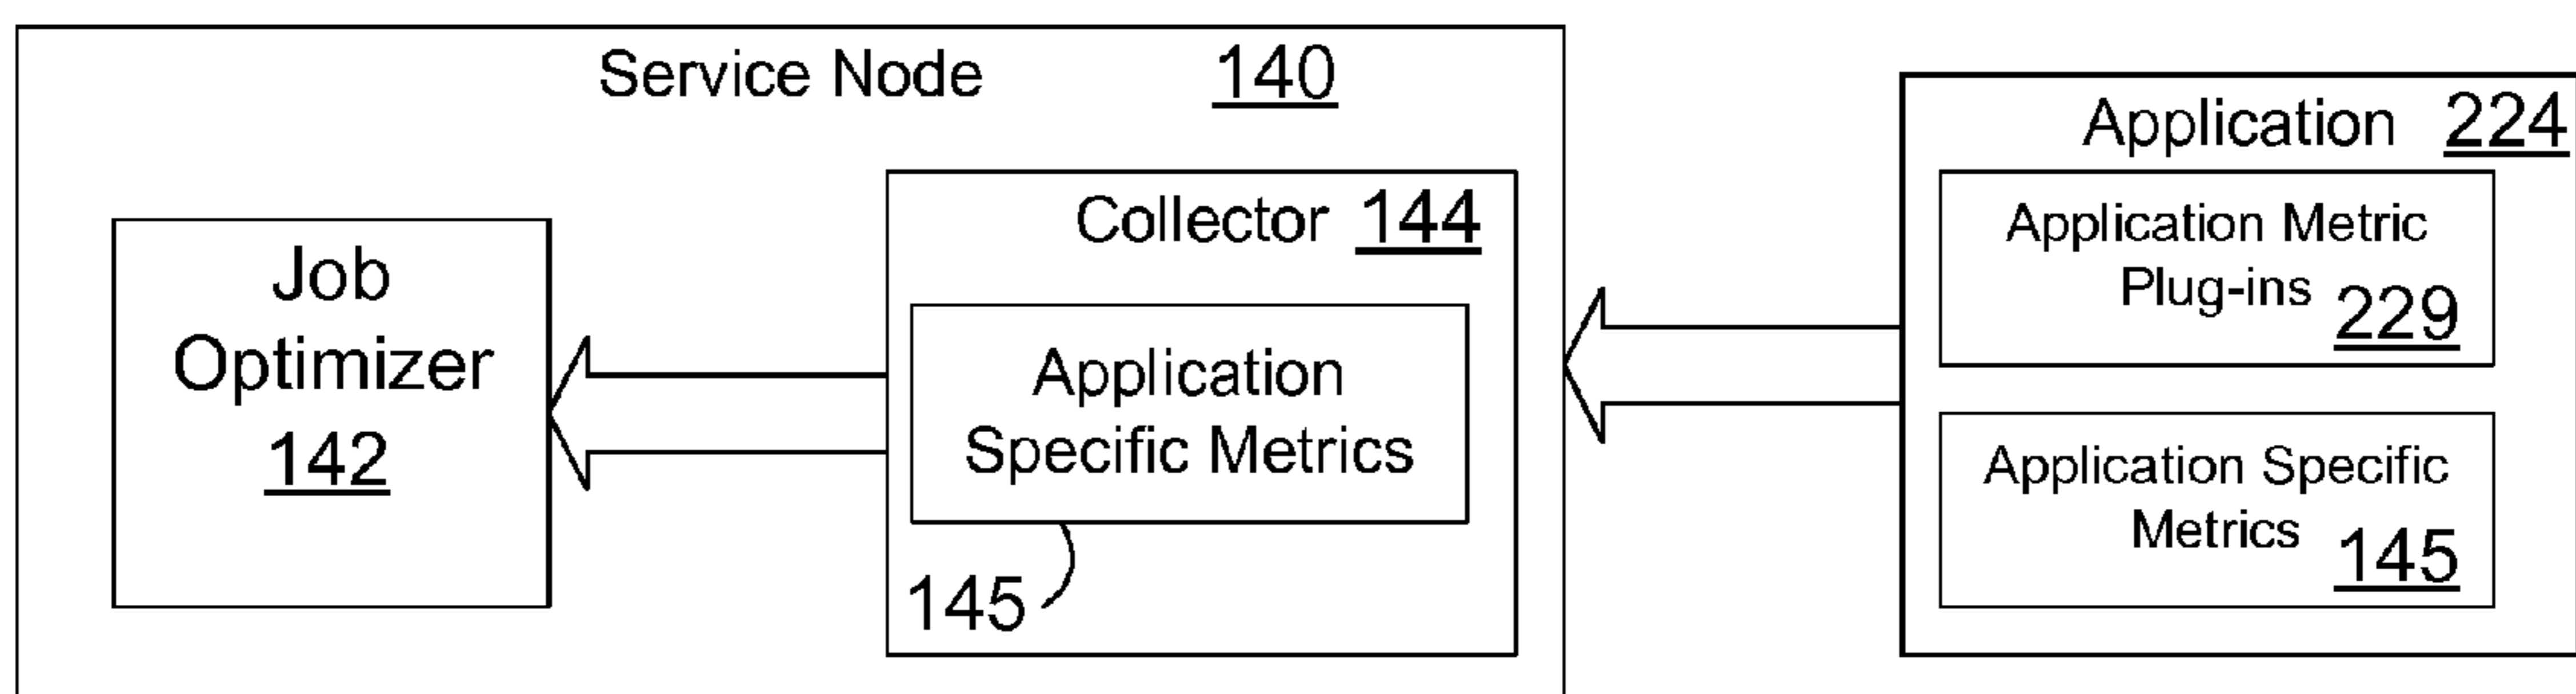 Service Node 140
Job
Optimizer
142
Collector 144
Application
Specific Metrics
145
Application 224
Application Metric
Plug-ins 229
Application Specific
Metrics 145